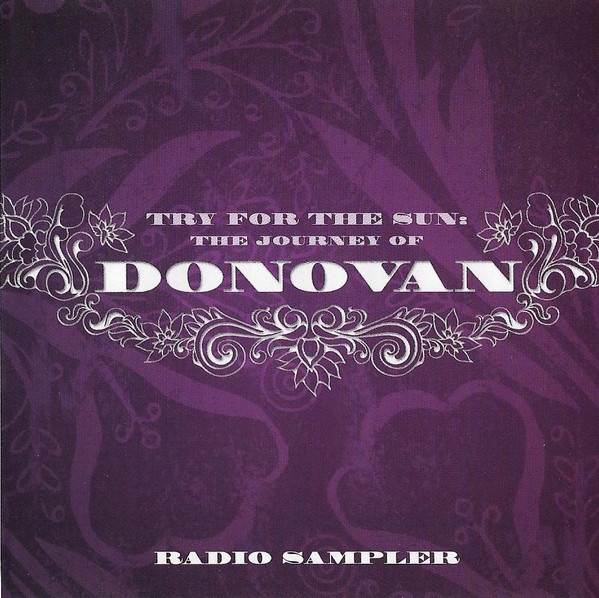 TRY FOR THE SUN:
THE JOURNEY OF
DONOVAN
RADIO SAMPLER